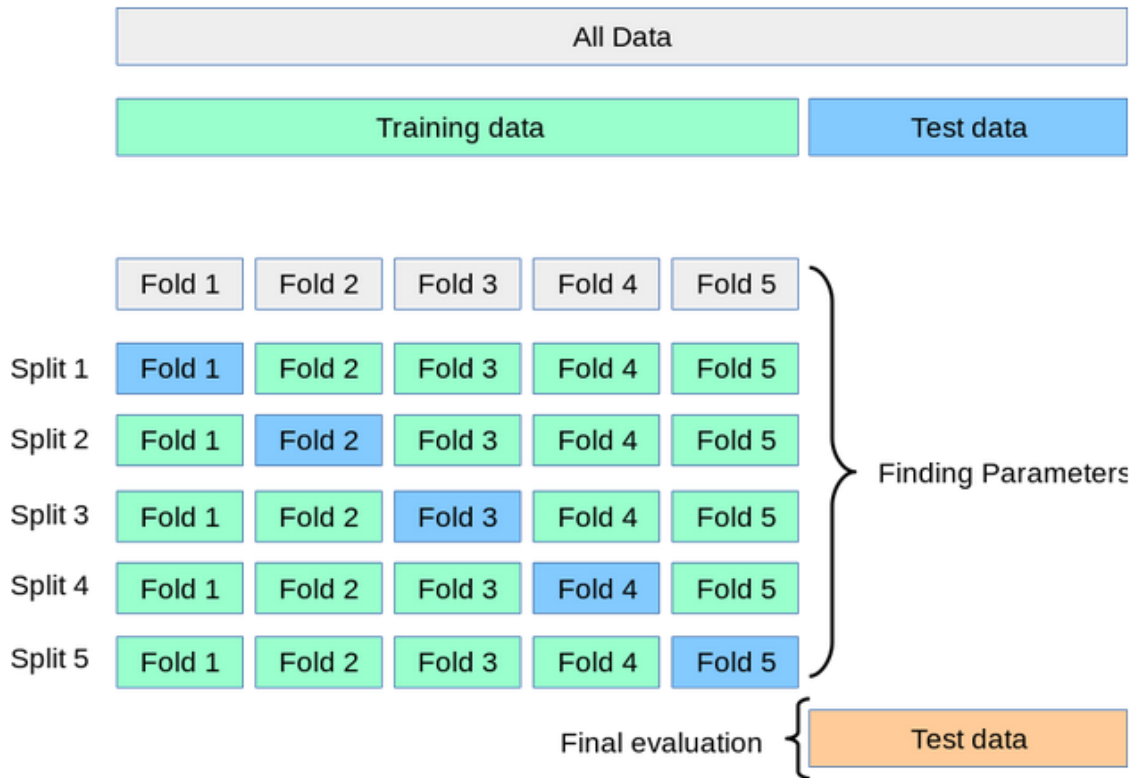 All Data
Training data Test data
Fold 1 Fold 2 Fold 3 Fold 4 Fold 5
Split 1 Fold 1 Fold 2 Fold 3 Fold 4 Fold 5
Split 2 Fold 1 Fold 2 Fold 3 Fold 4 Fold 5
Finding Parameters
Split 3 Fold 1 Fold 2 Fold 3 Fold 4 Fold 5
Split 4 Fold 1 Fold 2 Fold 3 Fold 4 Fold 5
Split 5 Fold 1 Fold 2 Fold 3 Fold 4 Fold 5
Final evaluation Test data